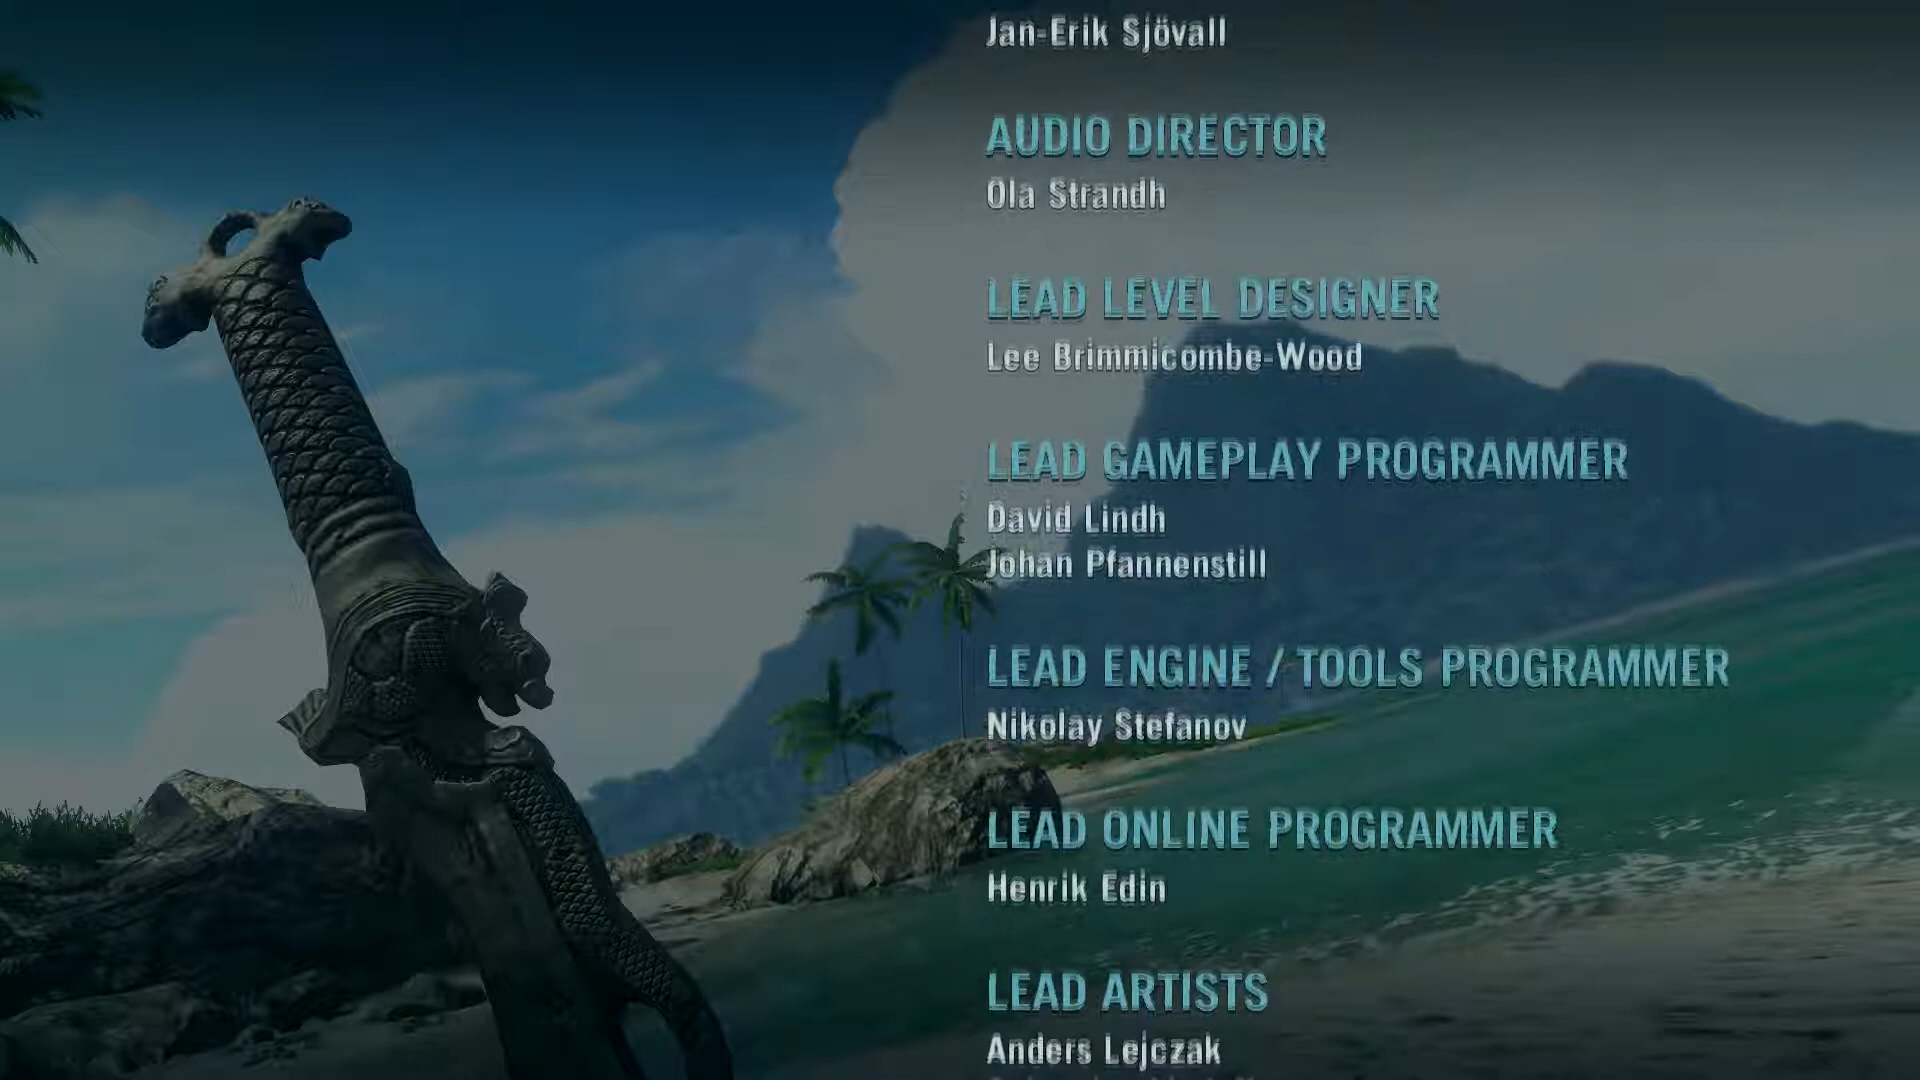 Jan-Erik Sjövall
AUDIO DIRECTOR
Ola Strandh
LEAD LEVEL DESIGNER
Lee Brimmicombe-Wood
LEAD GAMEPLAY PROGRAMMER
David Lindh
Johan Pfannenstill
LEAD ENGINE / TOOLS PROGRAMMER
Nikolay Stefanov
LEAD ONLINE PROGRAMMER
Henrik Edin
LEAD ARTISTS
Anders Lejczak